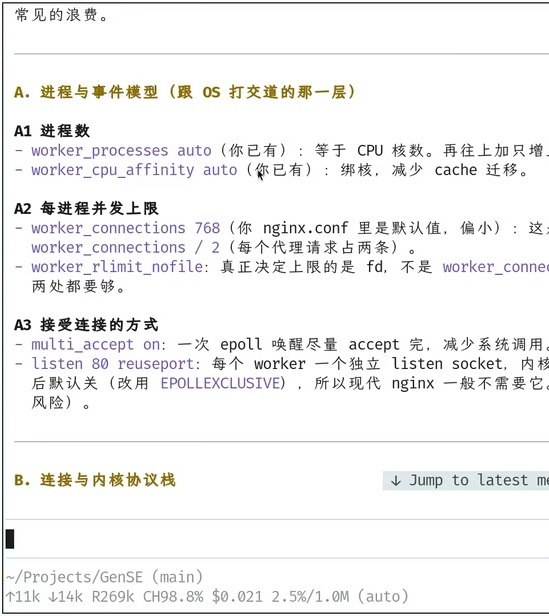 常见的浪费。
A. 进程与事件模型（跟 OS 打交道的那一层）
A1 进程数
- worker_processes auto（你已有）：等于 CPU 核数。再往上加只增
- worker_cpu_affinity auto（你已有）：绑核，减少 cache 迁移。
A2 每进程并发上限
- worker_connections 768（你 nginx.conf 里是默认值，偏小）：这
worker_connections / 2（每个代理请求占两条）。
- worker_rlimit_nofile: 真正决定上限的是 fd，不是 worker_connec
两处都要够。
A3 接受连接的方式
- multi_accept on: 一次 epoll 唤醒尽量 accept 完，减少系统调用。
- listen 80 reuseport: 每个 worker 一个独立 listen socket，内核
后默认关（改用 EPOLLEXCLUSIVE），所以现代 nginx 一般不需要它。
风险）。
B. 连接与内核协议栈
↓ Jump to latest me
~/Projects/GenSE (main)
↑11k ↓14k R269k CH98.8% $0.021 2.5%/1.0M (auto)